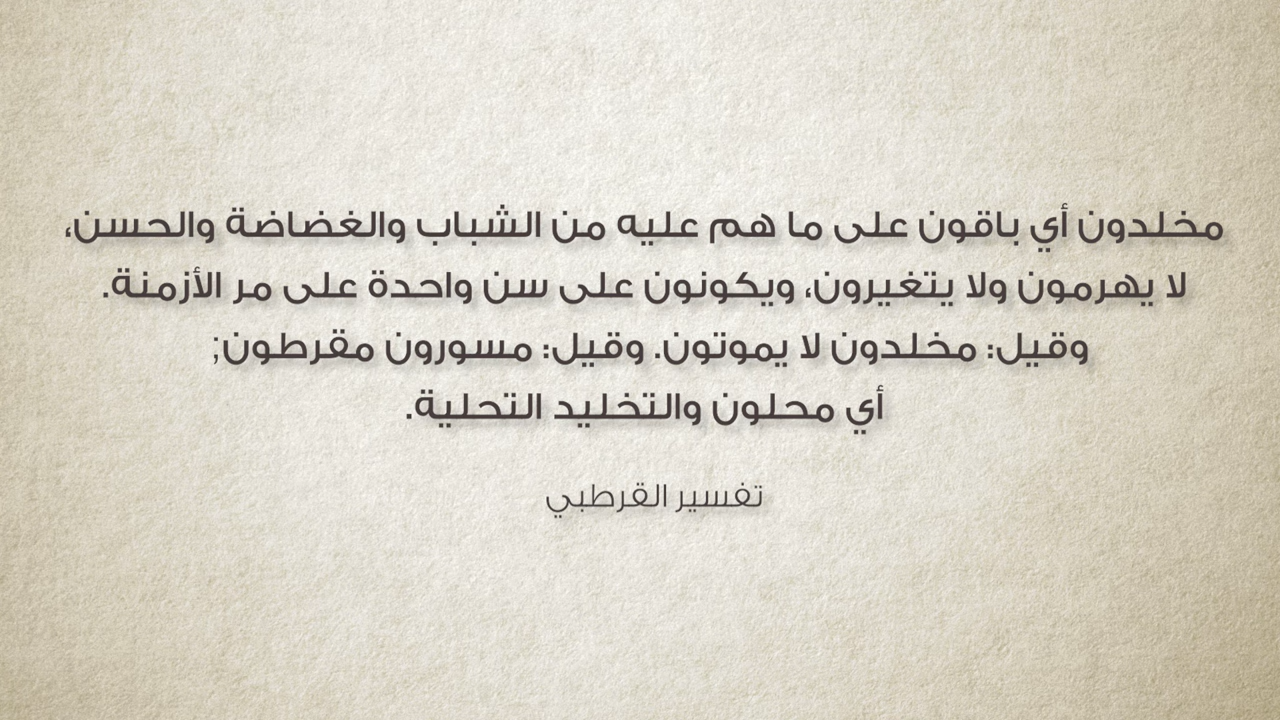 مخلدون أي باقون على ما هم عليه من الشباب والغضاضة والحسن،
لا يهرمون ولا يتغيرون، ويكونون على سن واحدة على مر الأزمنة.
وقيل: مخلدون لا يموتون. وقيل: مسورون مقرطون;
أي محلون والتخليد التحلية.
تفسير القرطبي